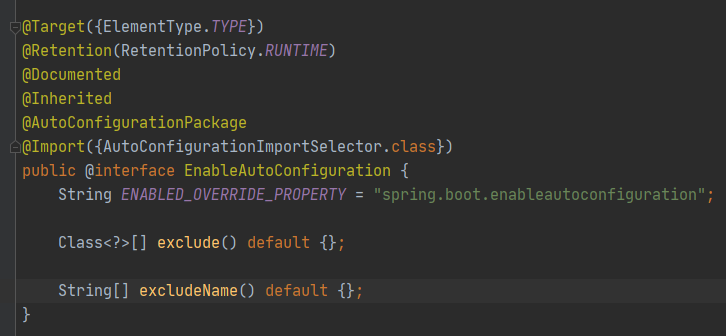 @Target({ElementType.TYPE})
@Retention(RetentionPolicy.RUNTIME)
@Documented
@Inherited
@AutoConfigurationPackage
@Import({AutoConfigurationImportSelector.class})
public @interface EnableAutoConfiguration {
    String ENABLED_OVERRIDE_PROPERTY = "spring.boot.enableautoconfiguration";
    Class<?>[] exclude() default {};
    String[] excludeName() default {};
}